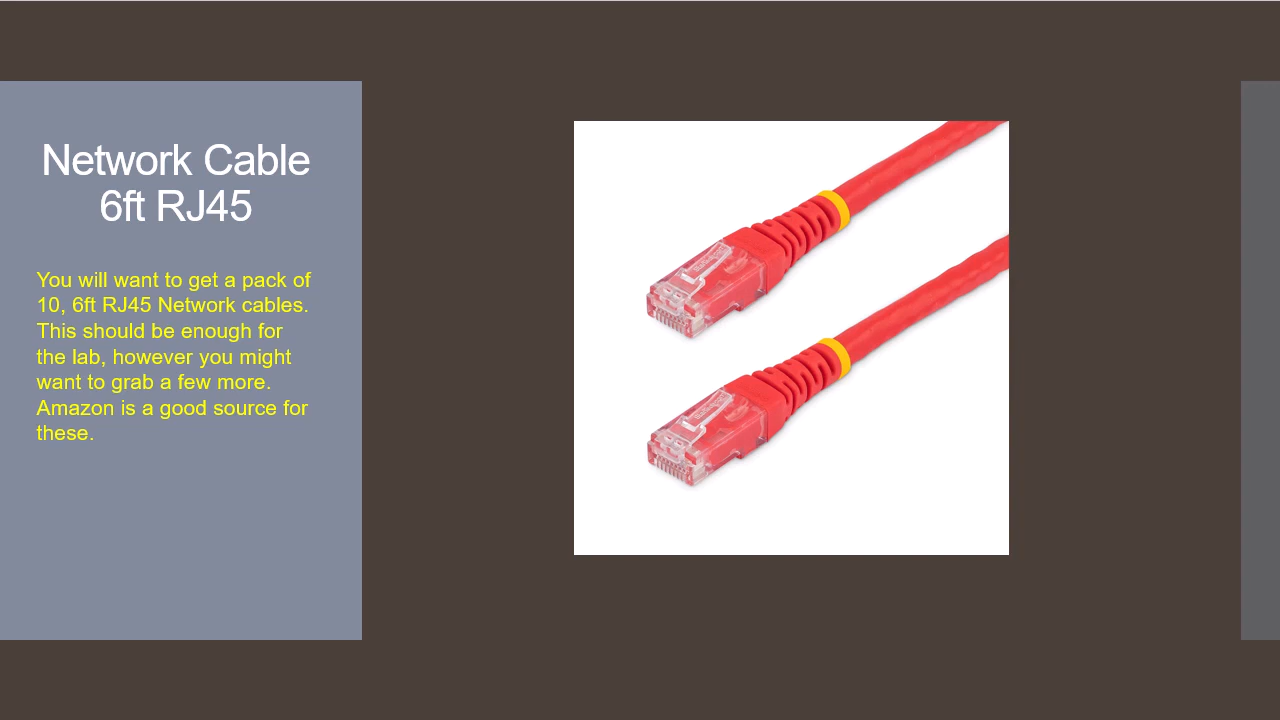 Network Cable
6ft RJ45
You will want to get a pack of
10, 6ft RJ45 Network cables.
This should be enough for
the lab, however you might
want to grab a few more.
Amazon is a good source for
these.